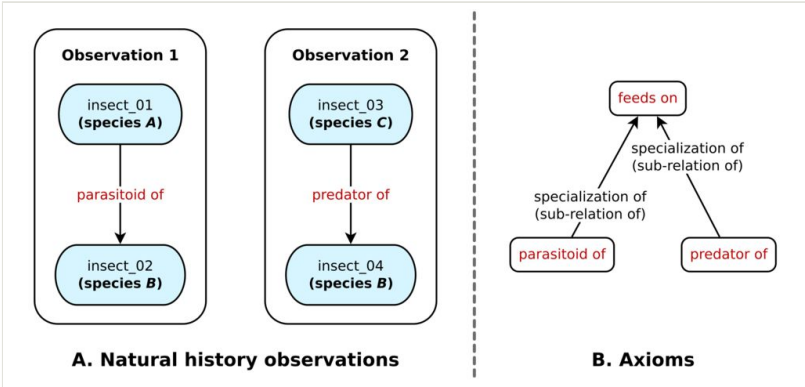 Observation 1
insect_01
(species A)
parasitoid of
insect_02
(species B)
Observation 2
insect_03
(species C)
predator of
insect_04
(species B)
A. Natural history observations
feeds on
specialization of
(sub-relation of)
specialization of
(sub-relation of)
parasitoid of
predator of
B. Axioms